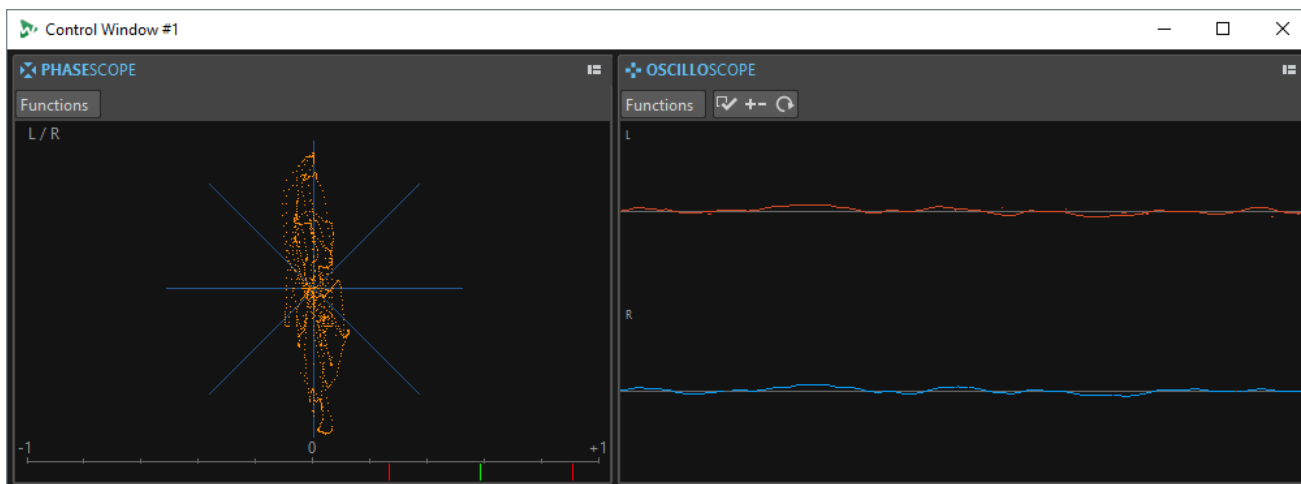 Control Window #1
PHASESCOPE
Functions
L / R
-1
0
+1
OSCILLOSCOPE
Functions
L
R